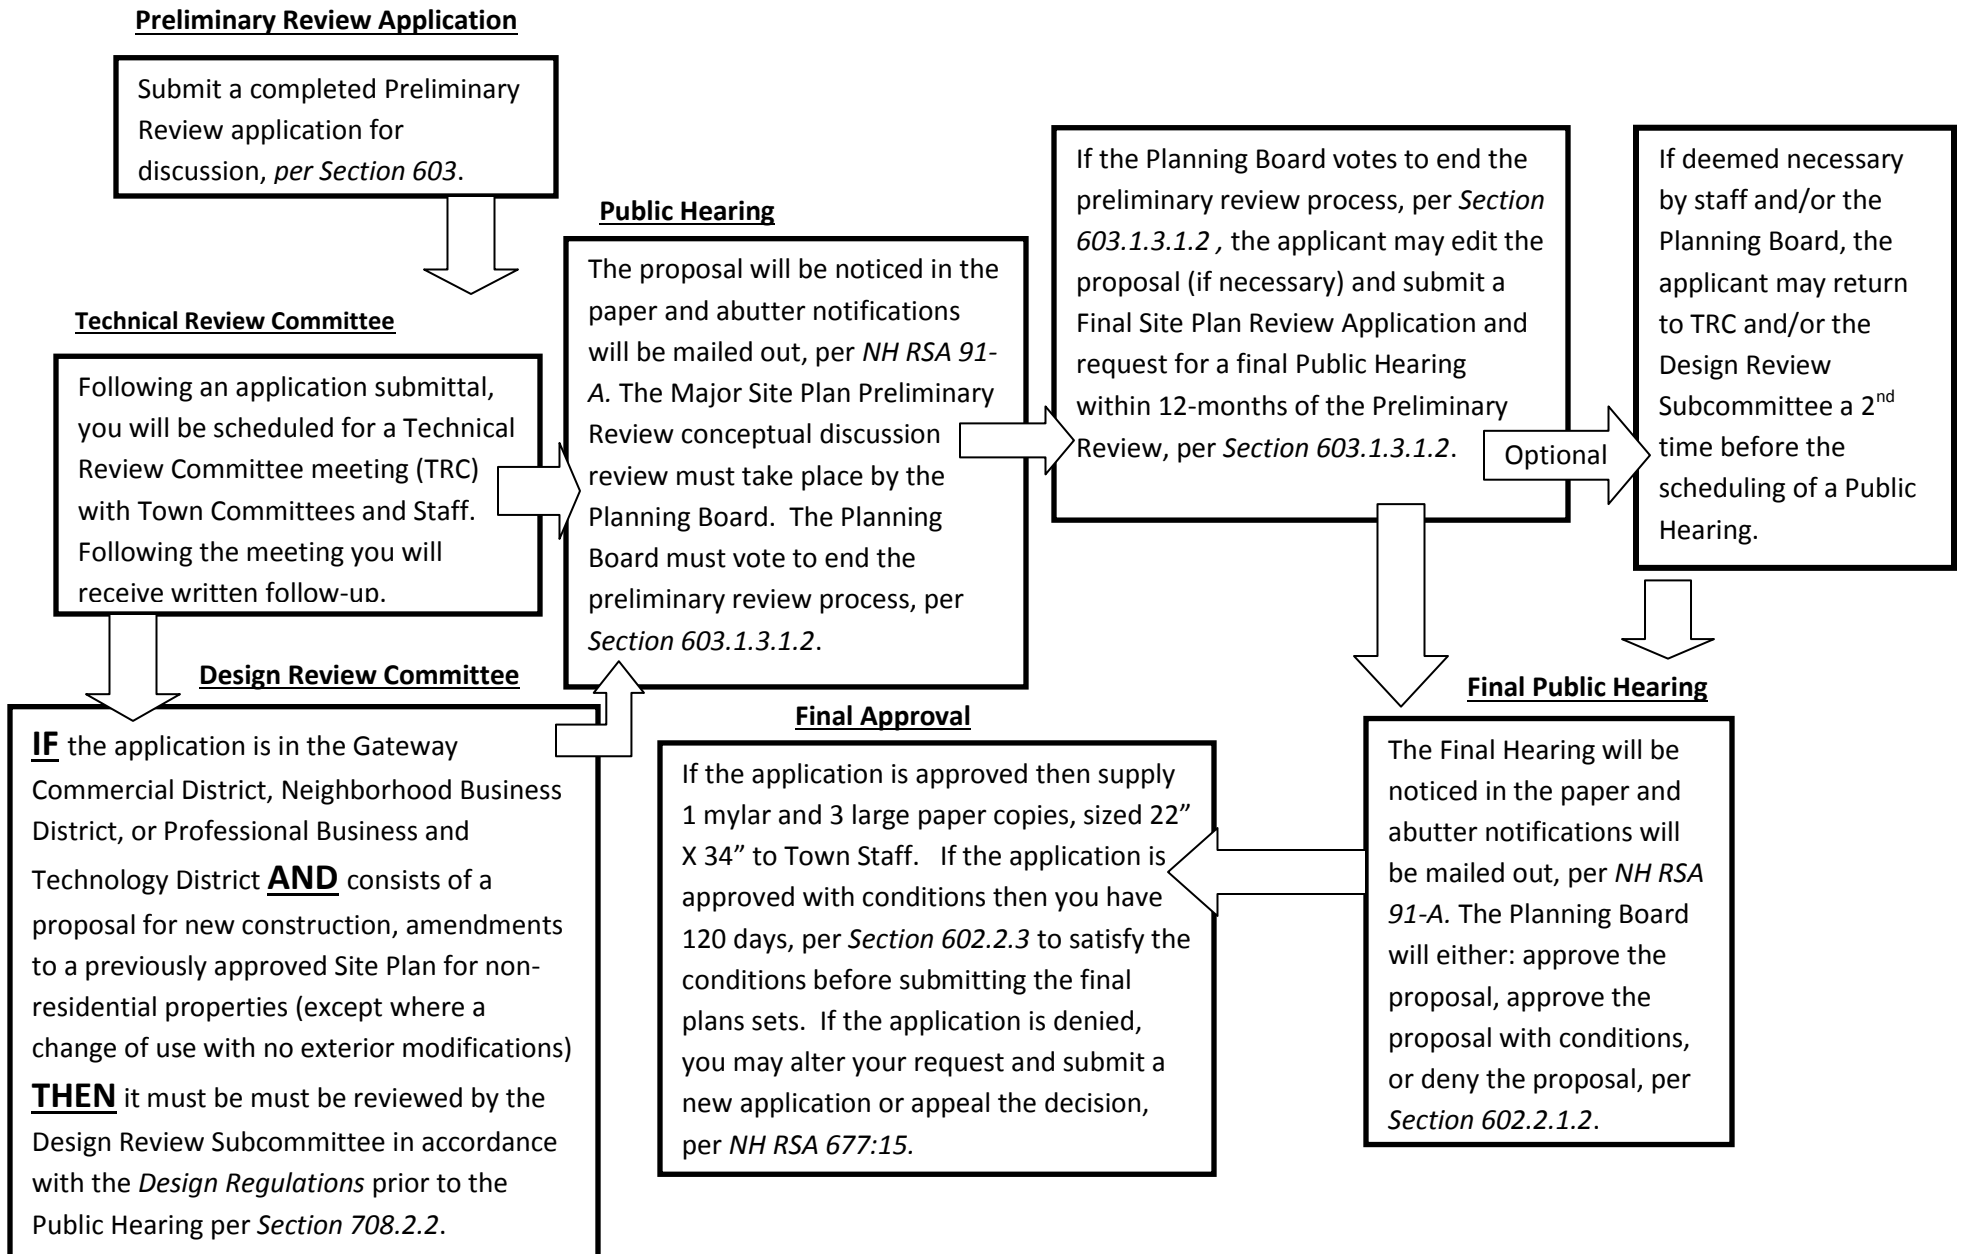 Preliminary Review Application
Submit a completed Preliminary
Review application for
discussion, per Section 603.
Technical Review Committee
Following an application submittal,
you will be scheduled for a Technical
Review Committee meeting (TRC)
with Town Committees and Staff.
Following the meeting you will
receive written follow-up.
Design Review Committee
IF the application is in the Gateway
Commercial District, Neighborhood Business
District, or Professional Business and
Technology District AND consists of a
proposal for new construction, amendments
to a previously approved Site Plan for non-
residential properties (except where a
change of use with no exterior modifications)
THEN it must be must be reviewed by the
Design Review Subcommittee in accordance
with the Design Regulations prior to the
Public Hearing per Section 708.2.2.
Public Hearing
The proposal will be noticed in the
paper and abutter notifications
will be mailed out, per NH RSA 91-
A. The Major Site Plan Preliminary
Review conceptual discussion
review must take place by the
Planning Board.  The Planning
Board must vote to end the
preliminary review process, per
Section 603.1.3.1.2.
If the Planning Board votes to end the
preliminary review process, per Section
603.1.3.1.2 , the applicant may edit the
proposal (if necessary) and submit a
Final Site Plan Review Application and
request for a final Public Hearing
within 12-months of the Preliminary
Review, per Section 603.1.3.1.2.
Optional
If deemed necessary
by staff and/or the
Planning Board, the
applicant may return
to TRC and/or the
Design Review
Subcommittee a 2nd
time before the
scheduling of a Public
Hearing.
Final Public Hearing
The Final Hearing will be
noticed in the paper and
abutter notifications will
be mailed out, per NH RSA
91-A. The Planning Board
will either: approve the
proposal, approve the
proposal with conditions,
or deny the proposal, per
Section 602.2.1.2.
Final Approval
If the application is approved then supply
1 mylar and 3 large paper copies, sized 22”
X 34” to Town Staff.   If the application is
approved with conditions then you have
120 days, per Section 602.2.3 to satisfy the
conditions before submitting the final
plans sets.  If the application is denied,
you may alter your request and submit a
new application or appeal the decision,
per NH RSA 677:15.